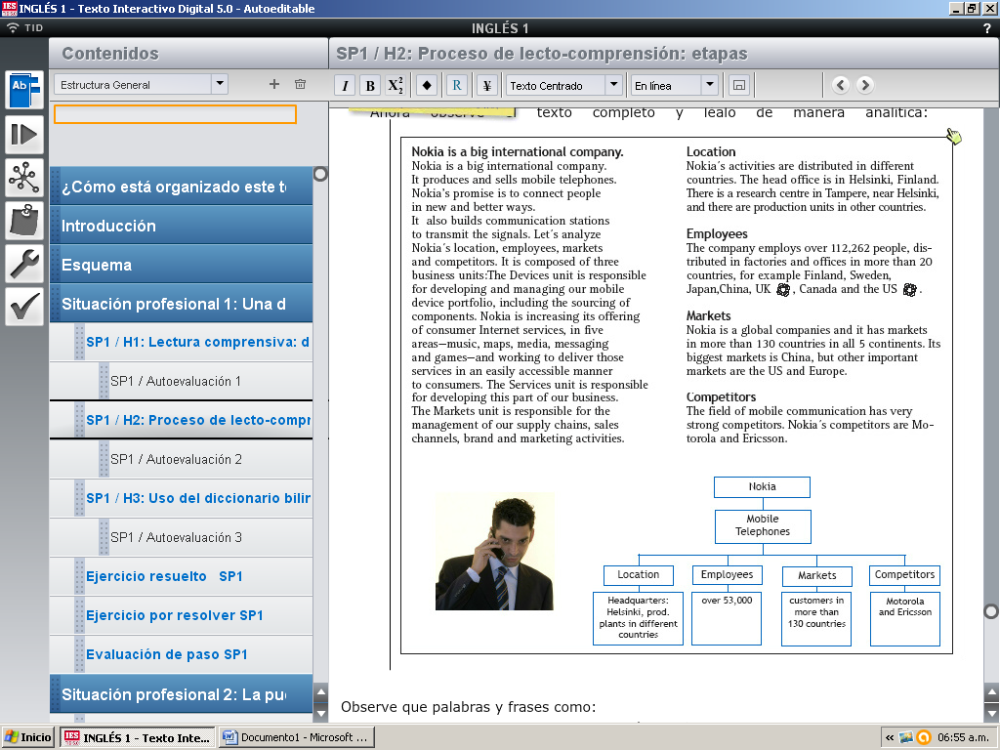 INGLÉS 1 - Texto Interactivo Digital 5.0 - Autoeditable
TID
INGLÉS 1
?
Contenidos
SP1 / H2: Proceso de lecto-comprensión: etapas
Estructura General
I
B
X
R
¥
Texto Centrado
En línea
Ab
¿Cómo está organizado este t
Introducción
Esquema
Situación profesional 1: Una d
SP1 / H1: Lectura comprensiva: d
SP1 / Autoevaluación 1
SP1 / H2: Proceso de lecto-compr
SP1 / Autoevaluación 2
SP1 / H3: Uso del diccionario bilin
SP1 / Autoevaluación 3
Ejercicio resuelto SP1
Ejercicio por resolver SP1
Evaluación de paso SP1
Situación profesional 2: La pu
Ahora observe el texto completo y léalo de manera analítica:
Nokia is a big international company.
Nokia is a big international company.
It produces and sells mobile telephones.
Nokia's promise is to connect people
in new and better ways.
It also builds communication stations
to transmit the signals. Let´s analyze
Nokia´s location, employees, markets
and competitors. It is composed of three
business units:The Devices unit is responsible
for developing and managing our mobile
device portfolio, including the sourcing of
components. Nokia is increasing its offering
of consumer Internet services, in five
areas—music, maps, media, messaging
and games—and working to deliver those
services in an easily accessible manner
to consumers. The Services unit is responsible
for developing this part of our business.
The Markets unit is responsible for the
management of our supply chains, sales
channels, brand and marketing activities.
Location
Nokia´s activities are distributed in different
countries. The head office is in Helsinki, Finland.
There is a research centre in Tampere, near Helsinki,
and there are production units in other countries.
Employees
The company employs over 112,262 people, dis-
tributed in factories and offices in more than 20
countries, for example Finland, Sweden,
Japan,China, UK , Canada and the US .
Markets
Nokia is a global companies and it has markets
in more than 130 countries in all 5 continents. Its
biggest markets is China, but other important
markets are the US and Europe.
Competitors
The field of mobile communication has very
strong competitors. Nokia´s competitors are Mo-
torola and Ericsson.
Nokia
Mobile
Telephones
Location
Employees
Markets
Competitors
Headquarters:
Helsinki, prod.
plants in different
countries
over 53,000
customers in
more than
130 countries
Motorola
and Ericsson
Observe que palabras y frases como:
Inicio
INGLÉS 1 - Texto Inte...
Documento1 - Microsoft ...
06:55 a.m.